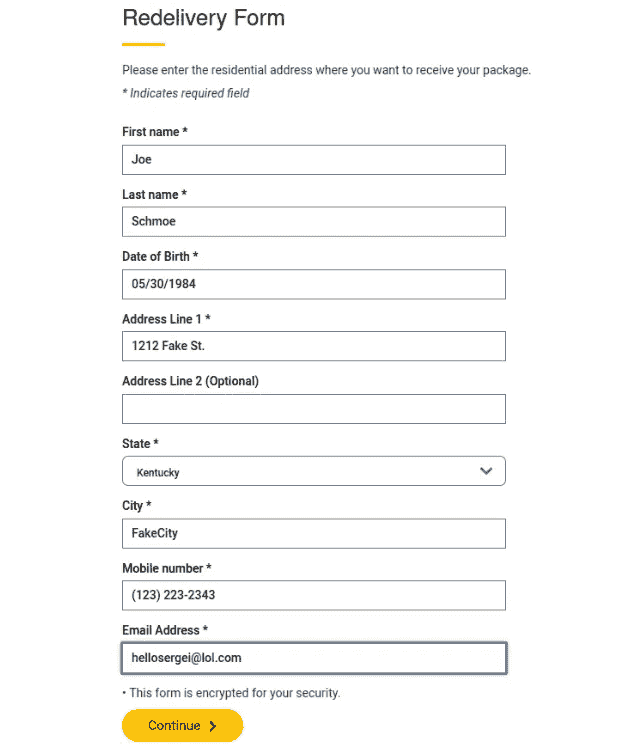 Redelivery Form
Please enter the residential address where you want to receive your package.
* Indicates required field
First name *
Joe
Last name *
Schmoe
Date of Birth *
05/30/1984
Address Line 1 *
1212 Fake St.
Address Line 2 (Optional)
State *
Kentucky
City *
FakeCity
Mobile number *
(123) 223-2343
Email Address *
hellosergei@lol.com
• This form is encrypted for your security.
Continue